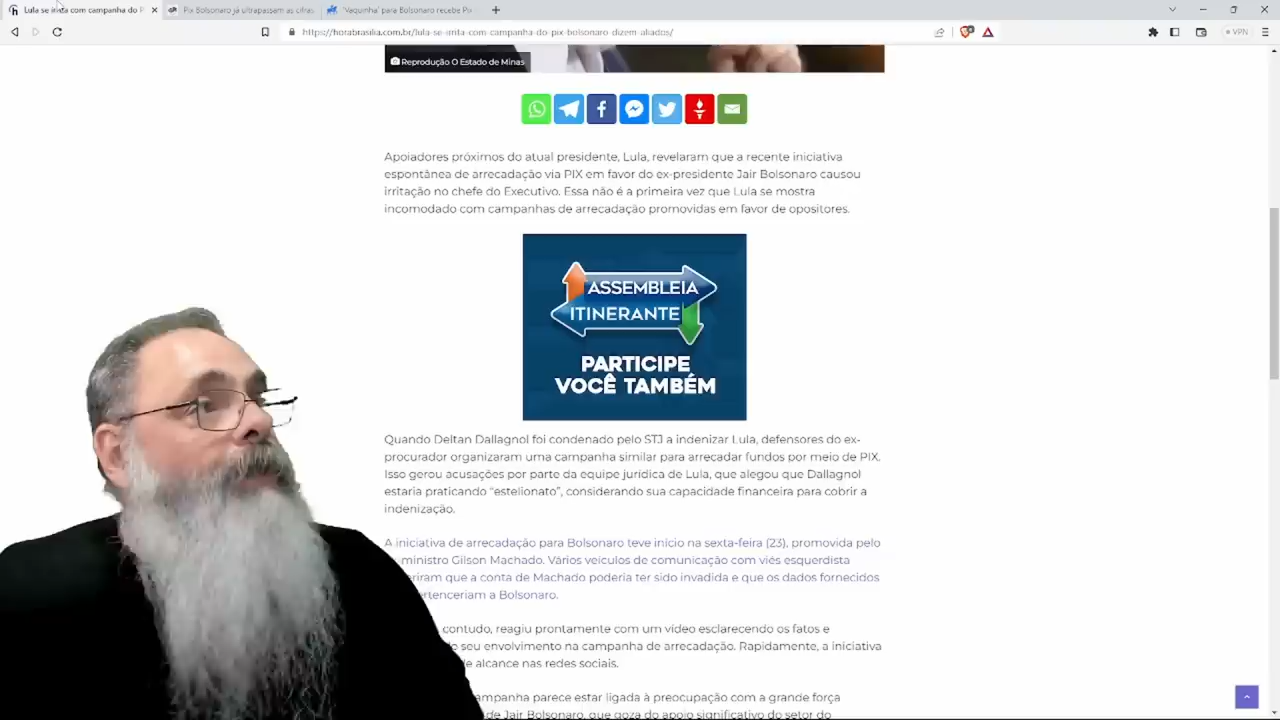 Lula se irrita com campanha do P
Pix Bolsonaro já ultrapassam as cifras
"Vaquinha" para Bolsonaro recebe Pix
https://horabrasilia.com.br/lula-se-irrita-com-campanha-do-pix-bolsonaro-dizem-aliados/
VPN
Reprodução O Estado de Minas
Apoiadores próximos do atual presidente, Lula, revelaram que a recente iniciativa
espontânea de arrecadação via PIX em favor do ex-presidente Jair Bolsonaro causou
irritação no chefe do Executivo. Essa não é a primeira vez que Lula se mostra
incomodado com campanhas de arrecadação promovidas em favor de opositores.
ASSEMBLEIA
ITINERANTE
PARTICIPE
VOCÊ TAMBÉM
Quando Deltan Dallagnol foi condenado pelo STJ a indenizar Lula, defensores do ex-
procurador organizaram uma campanha similar para arrecadar fundos por meio de PIX.
Isso gerou acusações por parte da equipe jurídica de Lula, que alegou que Dallagnol
estaria praticando "estelionato", considerando sua capacidade financeira para cobrir a
indenização.
A iniciativa de arrecadação para Bolsonaro teve início na sexta-feira (23), promovida pelo
ministro Gilson Machado. Vários veículos de comunicação com viés esquerdista
que a conta de Machado poderia ter sido invadida e que os dados fornecidos
a Bolsonaro.
contudo, reagiu prontamente com um vídeo esclarecendo os fatos e
seu envolvimento na campanha de arrecadação. Rapidamente, a iniciativa
alcance nas redes sociais.
campanha parece estar ligada à preocupação com a grande força
de Jair Bolsonaro, que goza do apoio significativo do setor do